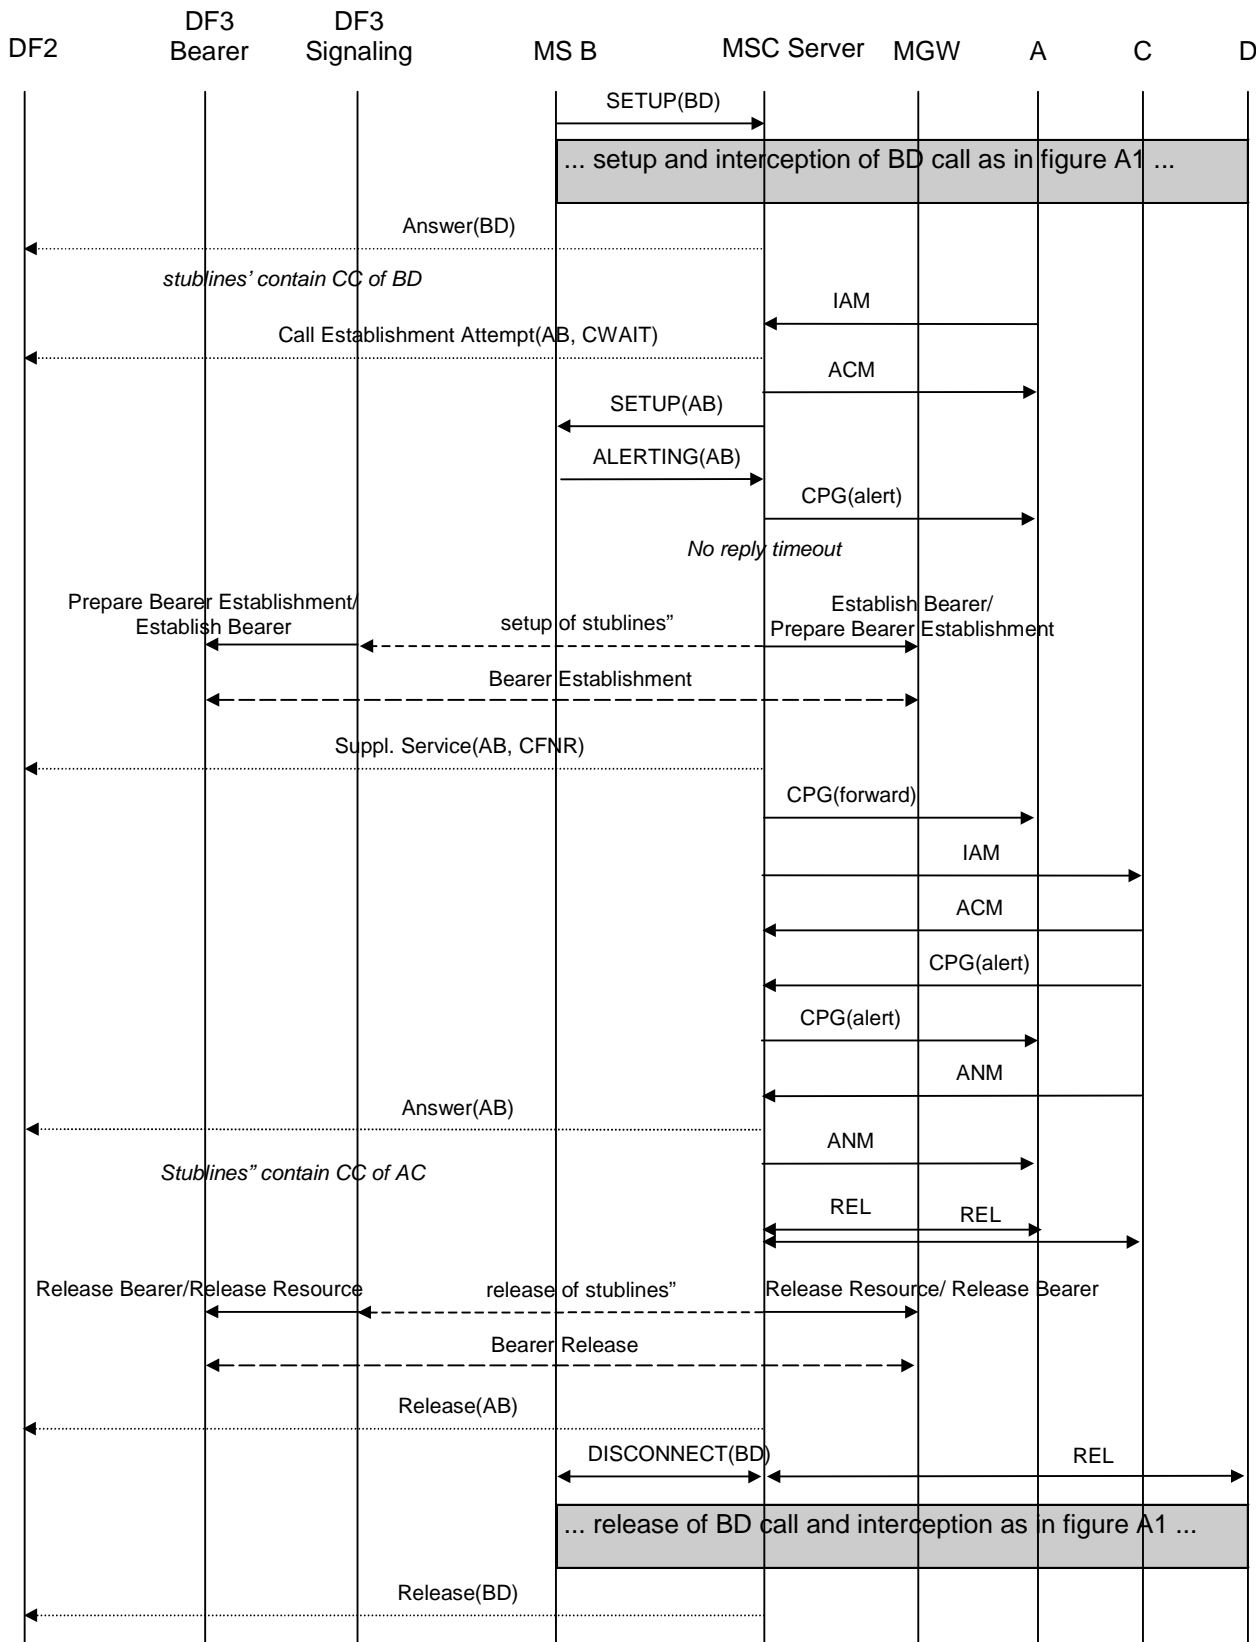 DF2
DF3
Bearer
DF3
Signaling
MS B
MSC Server
MGW
A
C
D
SETUP(BD)
... setup and interception of BD call as in figure A1 ...
Answer(BD)
stublines’ contain CC of BD
IAM
Call Establishment Attempt(AB, CWAIT)
ACM
SETUP(AB)
ALERTING(AB)
CPG(alert)
No reply timeout
Prepare Bearer Establishment/
Establish Bearer
setup of stublines”
Establish Bearer/
Prepare Bearer Establishment
Bearer Establishment
Suppl. Service(AB, CFNR)
CPG(forward)
IAM
ACM
CPG(alert)
CPG(alert)
ANM
Answer(AB)
ANM
Stublines” contain CC of AC
REL
REL
Release Bearer/Release Resource
release of stublines”
Release Resource/ Release Bearer
Bearer Release
Release(AB)
DISCONNECT(BD)
REL
... release of BD call and interception as in figure A1 ...
Release(BD)